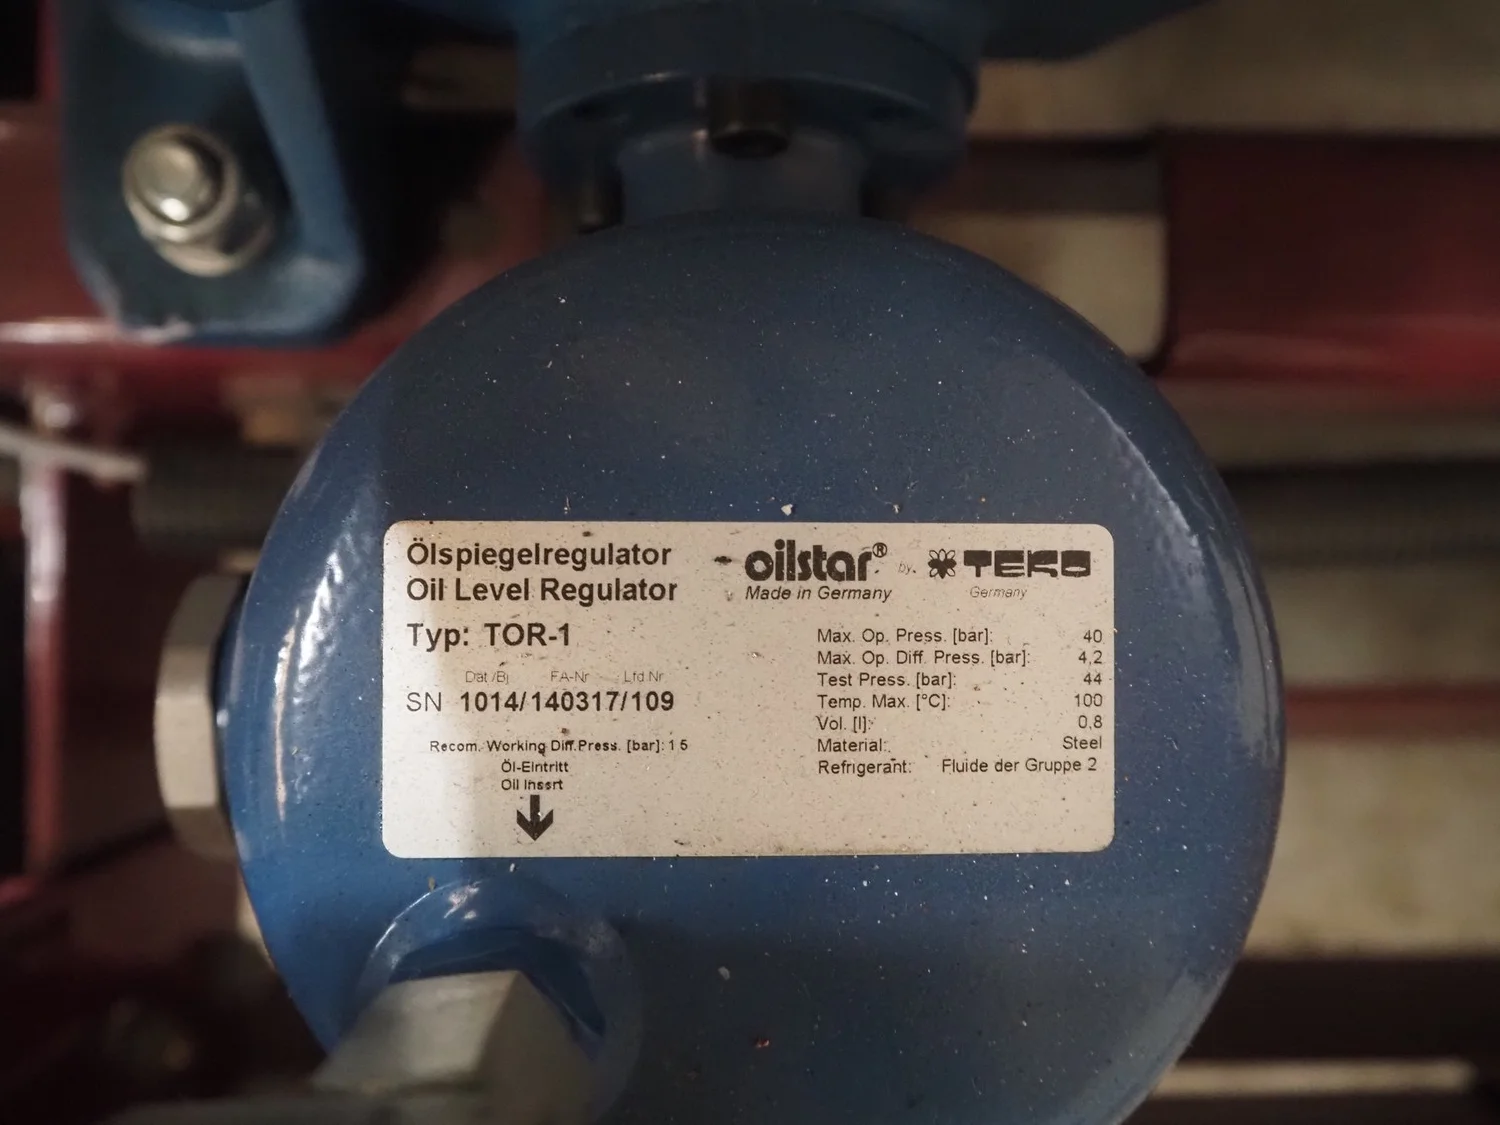 Ölspiegelregulator
Oil Level Regulator
Typ: TOR-1
Dat /Bj FA-Nr Lfd.Nr
SN 1014/140317/109
Recom. Working Diff.Press. [bar]: 1 5
Öl-Eintritt
Oil Insert
oilstar® by. TEKO
Made in Germany Germany
Max. Op. Press. [bar]: 40
Max. Op. Diff. Press. [bar]: 4,2
Test Press. [bar]: 44
Temp. Max. [°C]: 100
Vol. [l]: 0,8
Material: Steel
Refrigerant: Fluide der Gruppe 2